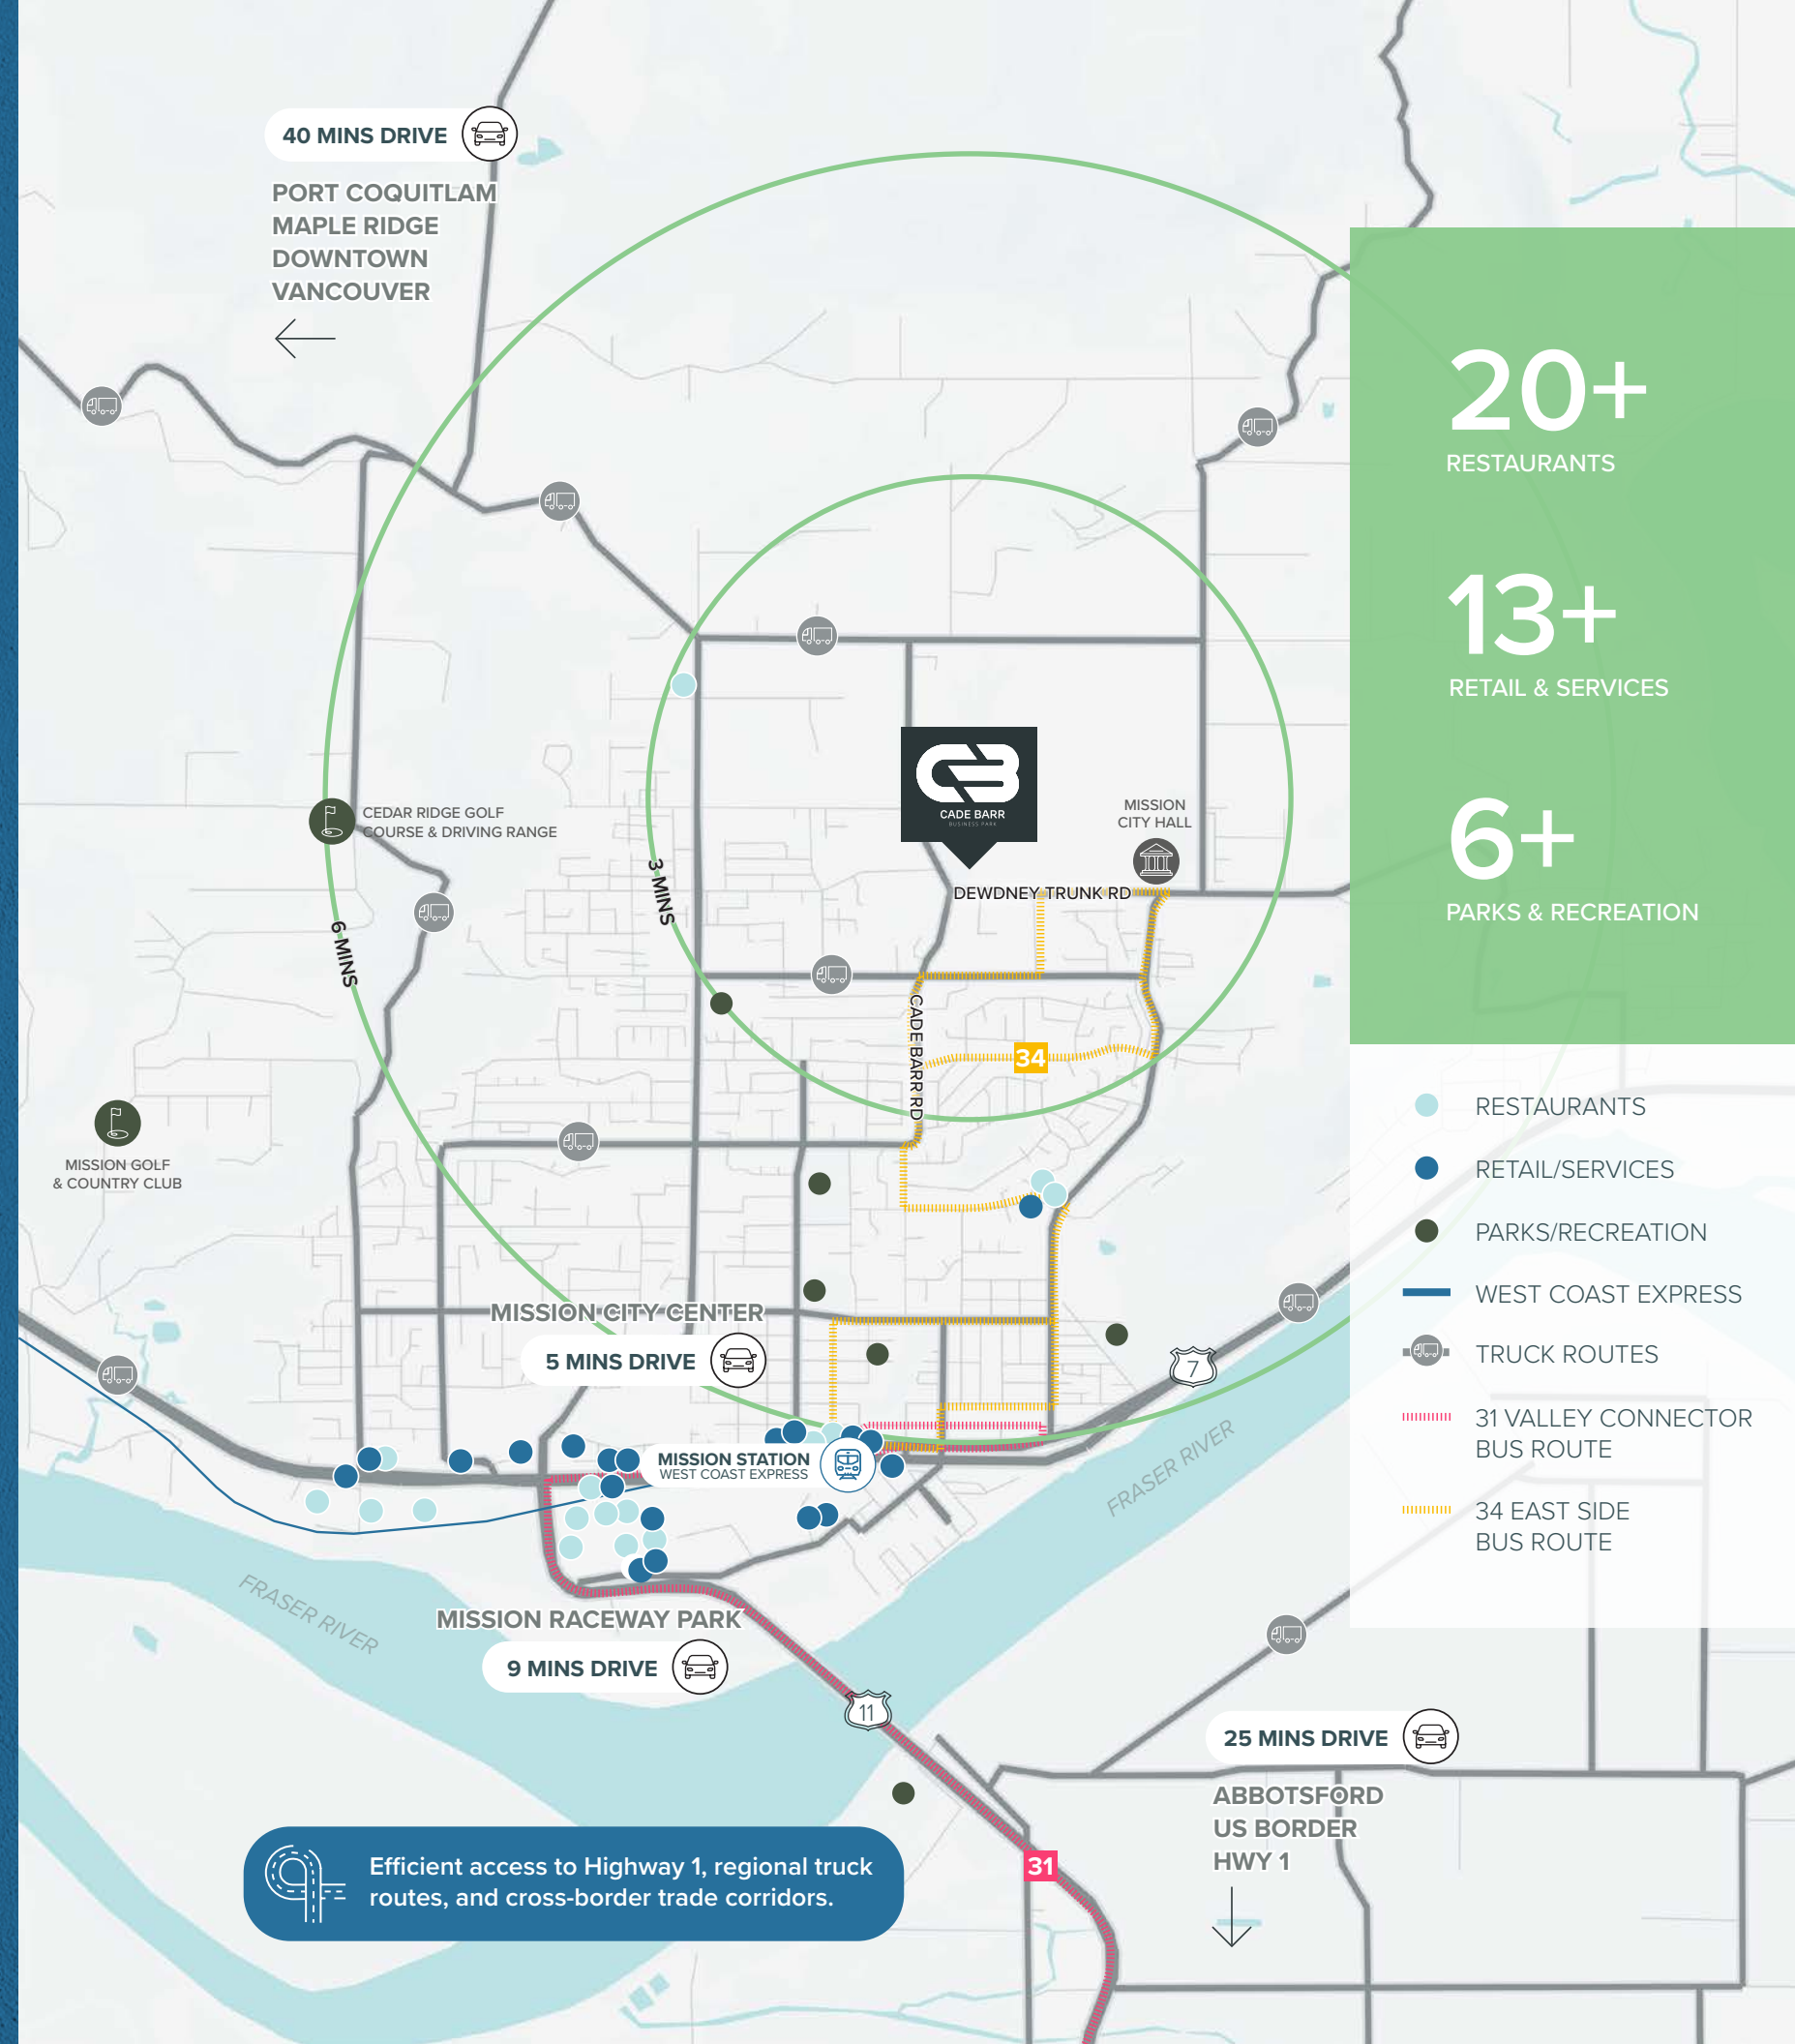 40 MINS DRIVE
PORT COQUITLAM
MAPLE RIDGE
DOWNTOWN
VANCOUVER
20+
RESTAURANTS
13+
RETAIL & SERVICES
6+
PARKS & RECREATION
CADE BARR
BUSINESS PARK
MISSION
CITY HALL
CEDAR RIDGE GOLF
COURSE & DRIVING RANGE
3 MINS
6 MINS
DEWDNEY TRUNK RD
CADE BARR RD
34
MISSION GOLF
& COUNTRY CLUB
MISSION CITY CENTER
5 MINS DRIVE
7
MISSION STATION
WEST COAST EXPRESS
FRASER RIVER
FRASER RIVER
MISSION RACEWAY PARK
9 MINS DRIVE
11
RESTAURANTS
RETAIL/SERVICES
PARKS/RECREATION
WEST COAST EXPRESS
TRUCK ROUTES
31 VALLEY CONNECTOR
BUS ROUTE
34 EAST SIDE
BUS ROUTE
25 MINS DRIVE
ABBOTSFORD
US BORDER
HWY 1
31
Efficient access to Highway 1, regional truck
routes, and cross-border trade corridors.